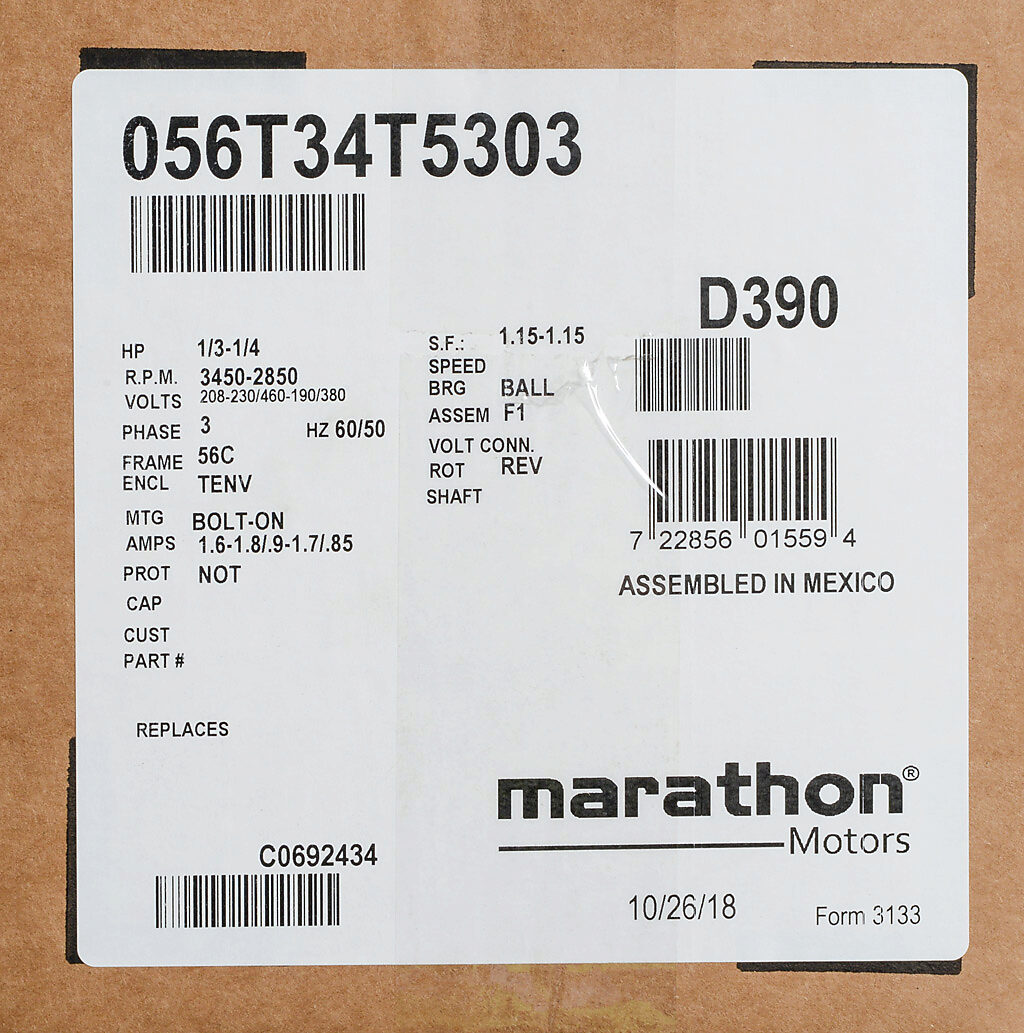 056T34T5303
D390
HP 1/3-1/4
R.P.M. 3450-2850
VOLTS 208-230/460-190/380
PHASE 3 HZ 60/50
FRAME 56C
ENCL TENV
MTG BOLT-ON
AMPS 1.6-1.8/.9-1.7/.85
PROT NOT
CAP
CUST
PART #
REPLACES
S.F.: 1.15-1.15
SPEED
BRG BALL
ASSEM F1
VOLT CONN.
ROT REV
SHAFT
7 22856 01559 4
ASSEMBLED IN MEXICO
marathon®
Motors
C0692434
10/26/18
Form 3133